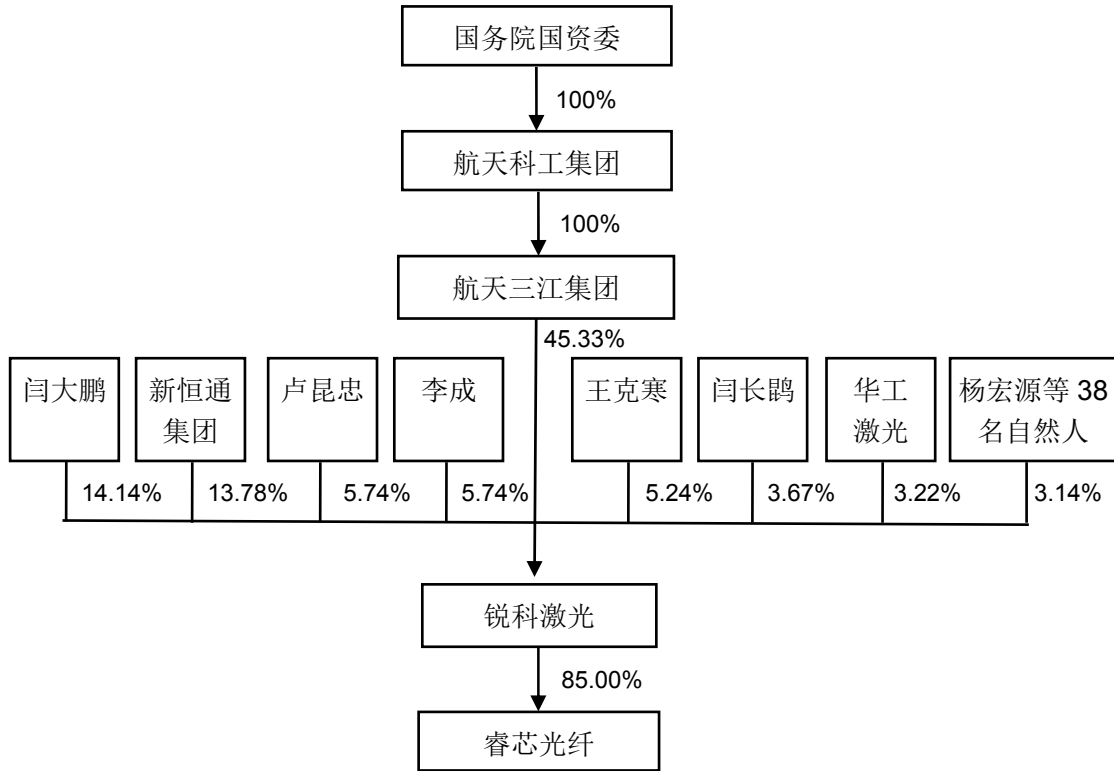 国务院国资委
100%
航天科工集团
100%
航天三江集团
45.33%
闫大鹏
新恒通
集团
卢昆忠
李成
王克寒
闫长鹍
华工
激光
杨宏源等 38
名自然人
14.14%
13.78%
5.74%
5.74%
5.24%
3.67%
3.22%
3.14%
锐科激光
85.00%
睿芯光纤